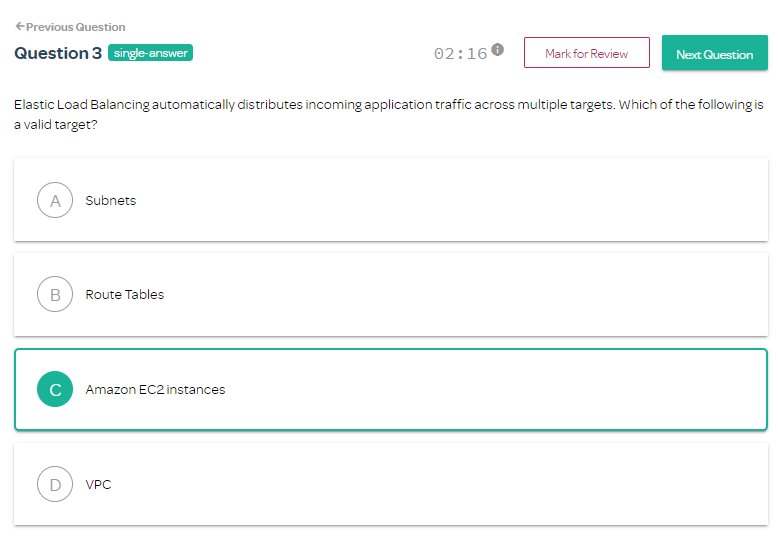 ←Previous Question
Question 3 single-answer 02:16 i Mark for Review Next Question
Elastic Load Balancing automatically distributes incoming application traffic across multiple targets. Which of the following is
a valid target?
A Subnets
B Route Tables
C Amazon EC2 instances
D VPC